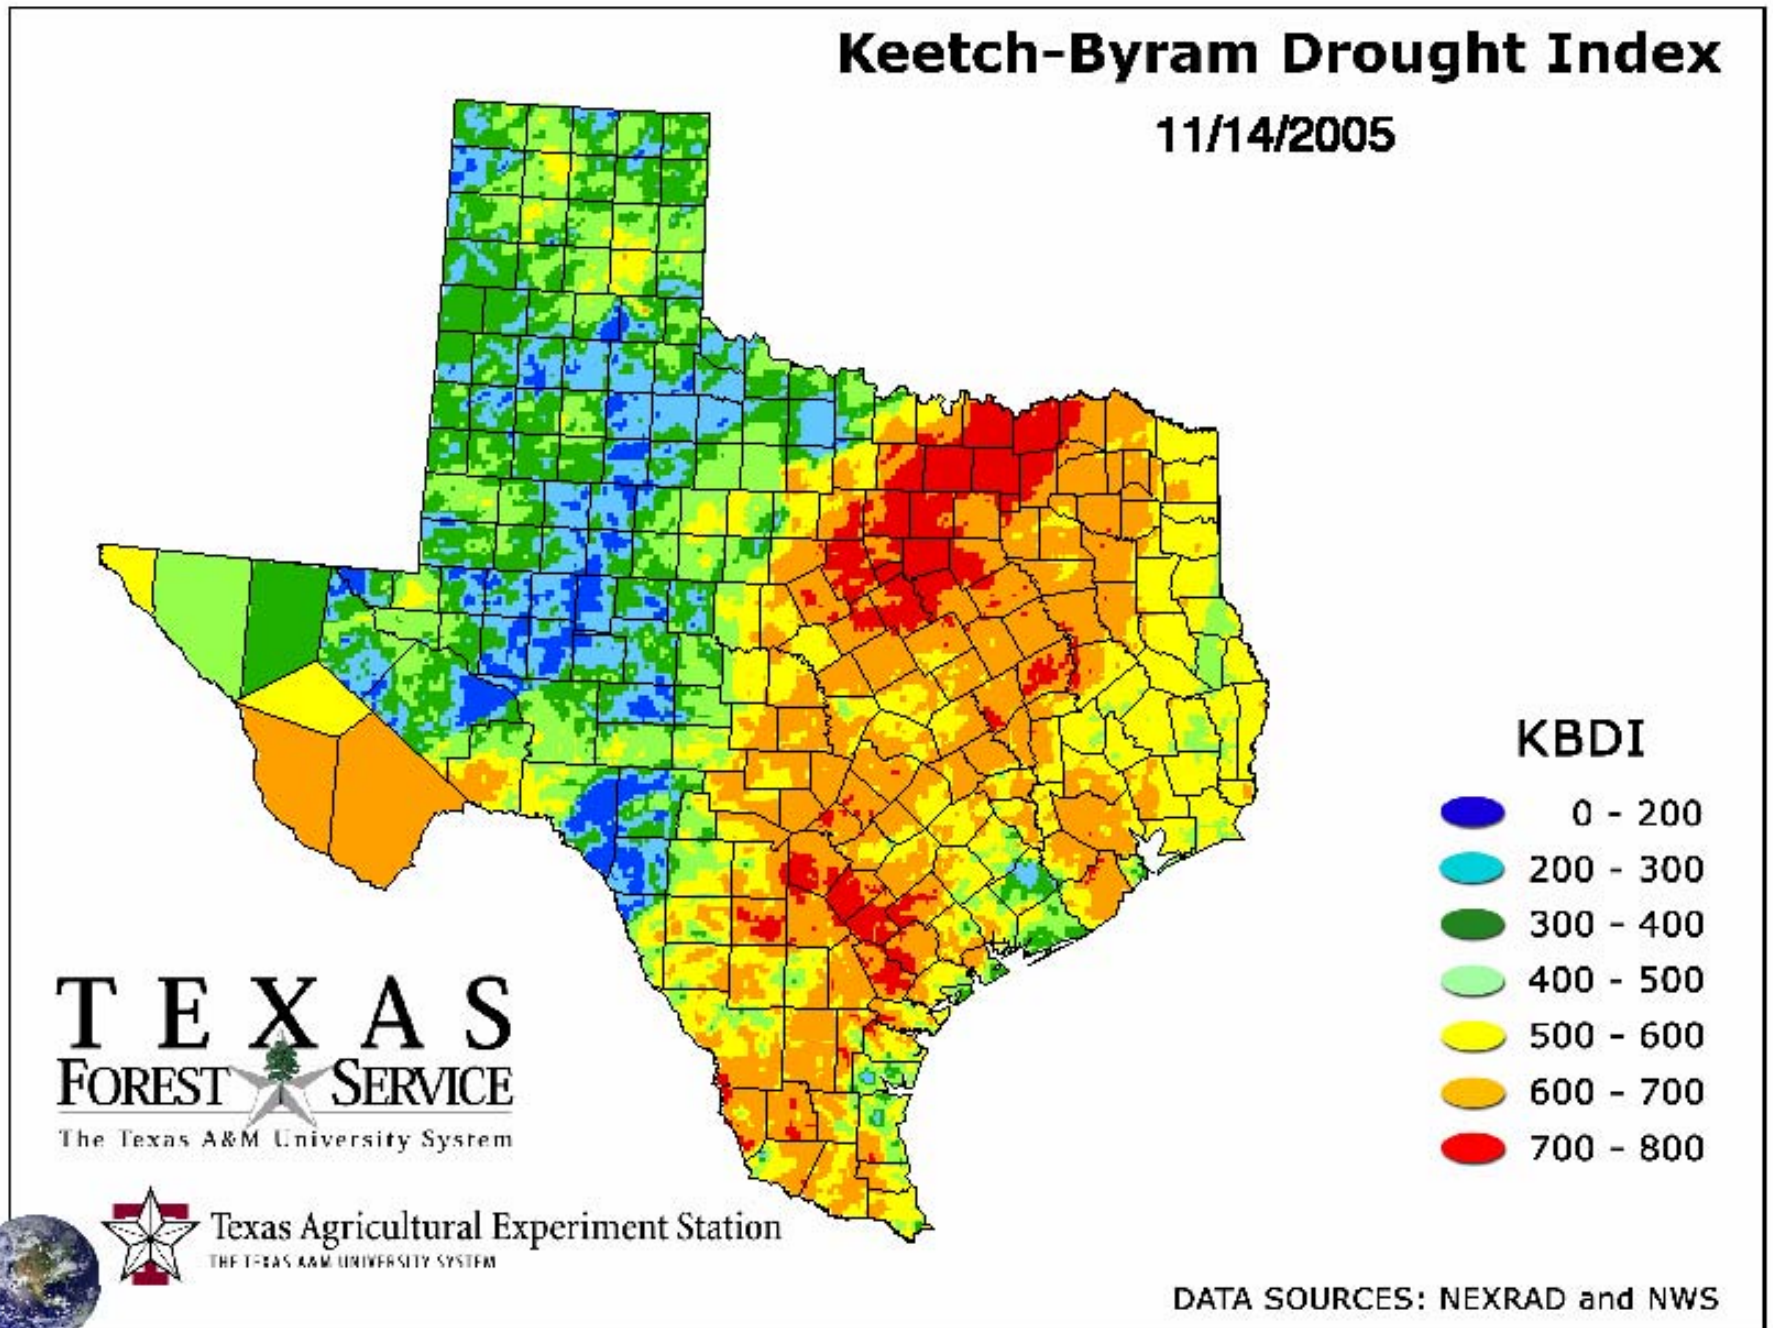 Keetch-Byram Drought Index
11/14/2005
KBDI
0 - 200
200 - 300
300 - 400
400 - 500
500 - 600
600 - 700
700 - 800
TEXAS
FOREST SERVICE
The Texas A&M University System
Texas Agricultural Experiment Station
THE TEXAS A&M UNIVERSITY SYSTEM
DATA SOURCES: NEXRAD and NWS